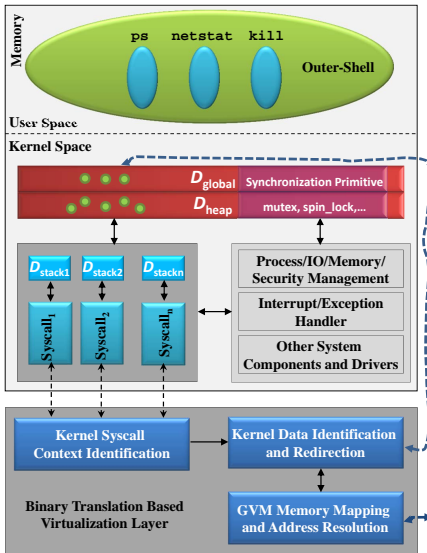 Memory
ps netstat kill
Outer-Shell
User Space
Kernel Space
Dglobal Synchronization Primitive
Dheap mutex, spin_lock,...
Dstack1 Dstack2 Dstackn
Syscall1 Syscall2 Syscalln
Process/IO/Memory/
Security Management
Interrupt/Exception
Handler
Other System
Components and Drivers
Kernel Syscall
Context Identification
Kernel Data Identification
and Redirection
Binary Translation Based
Virtualization Layer
GVM Memory Mapping
and Address Resolution